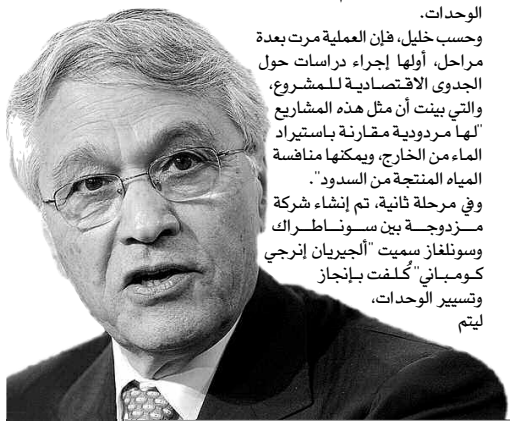 الوحدات.
وحسب خليل، فإن العملية مرت بعدة
مراحل، أولها إجراء دراسات حول
الجدوى الاقتصادية للمشروع،
والتي بينت أن مثل هذه المشاريع
"لها مردودية مقارنة باستيراد
الماء من الخارج، ويمكنها منافسة
المياه المنتجة من السدود".
وفي مرحلة ثانية، تم إنشاء شركة
مزدوجة بين سوناطراك
وسونلغاز سميت "ألجيريان إنرجي
كومباني" كُلفت بإنجاز
وتسيير الوحدات،
ليتم